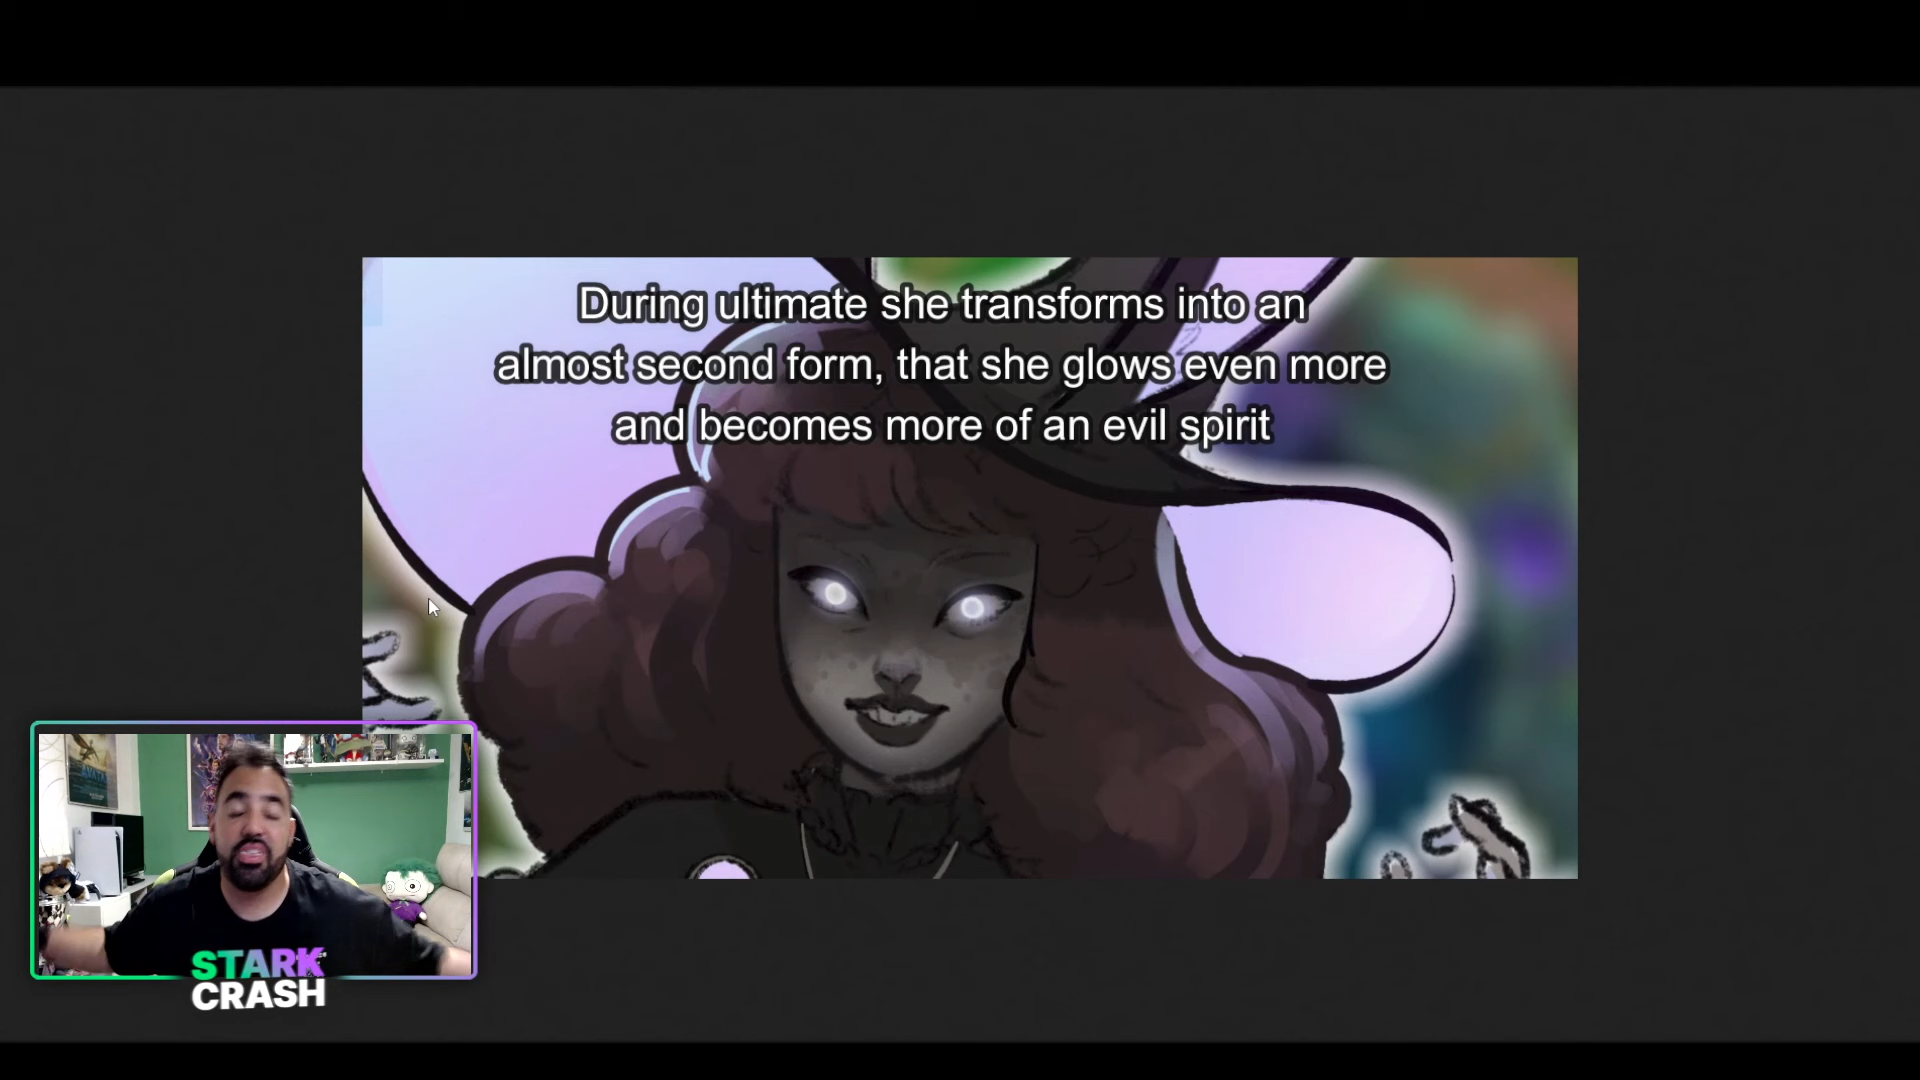 During ultimate she transforms into an
almost second form, that she glows even more
and becomes more of an evil spirit
STARK
CRASH